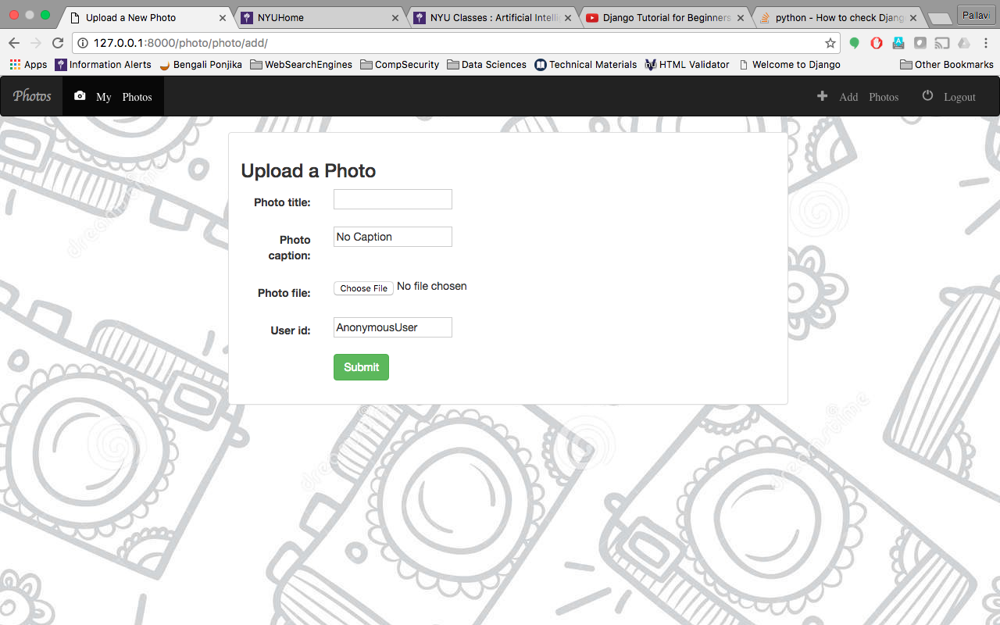 Upload a New Photo
NYUHome
NYU Classes : Artificial Intelli
Django Tutorial for Beginners
python - How to check Djang
Pallavi
127.0.0.1:8000/photo/photo/add/
Apps
Information Alerts
Bengali Ponjika
WebSearchEngines
CompSecurity
Data Sciences
Technical Materials
HTML Validator
Welcome to Django
Other Bookmarks
Photos
My Photos
Add Photos
Logout
Upload a Photo
Photo title:
Photo
caption:
No Caption
Photo file:
Choose File No file chosen
User id:
AnonymousUser
Submit
dreamstime
dreamstime
dreamstime